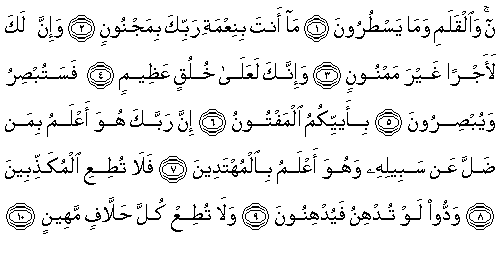 نٓ ۚ وَٱلْقَلَمِ وَمَا يَسْطُرُونَ ﴿١﴾ مَآ أَنتَ بِنِعْمَةِ رَبِّكَ بِمَجْنُونٍ ﴿٢﴾ وَإِنَّ لَكَ
لَأَجْرًا غَيْرَ مَمْنُونٍ ﴿٣﴾ وَإِنَّكَ لَعَلَىٰ خُلُقٍ عَظِيمٍ ﴿٤﴾ فَسَتُبْصِرُ
وَيُبْصِرُونَ ﴿٥﴾ بِأَييِّكُمُ ٱلْمَفْتُونُ ﴿٦﴾ إِنَّ رَبَّكَ هُوَ أَعْلَمُ بِمَن
ضَلَّ عَن سَبِيلِهِۦ وَهُوَ أَعْلَمُ بِٱلْمُهْتَدِينَ ﴿٧﴾ فَلَا تُطِعِ ٱلْمُكَذِّبِينَ
﴿٨﴾ وَدُّوا۟ لَوْ تُدْهِنُ فَيُدْهِنُونَ ﴿٩﴾ وَلَا تُطِعْ كُلَّ حَلَّافٍ مَّهِينٍ ﴿١٠﴾